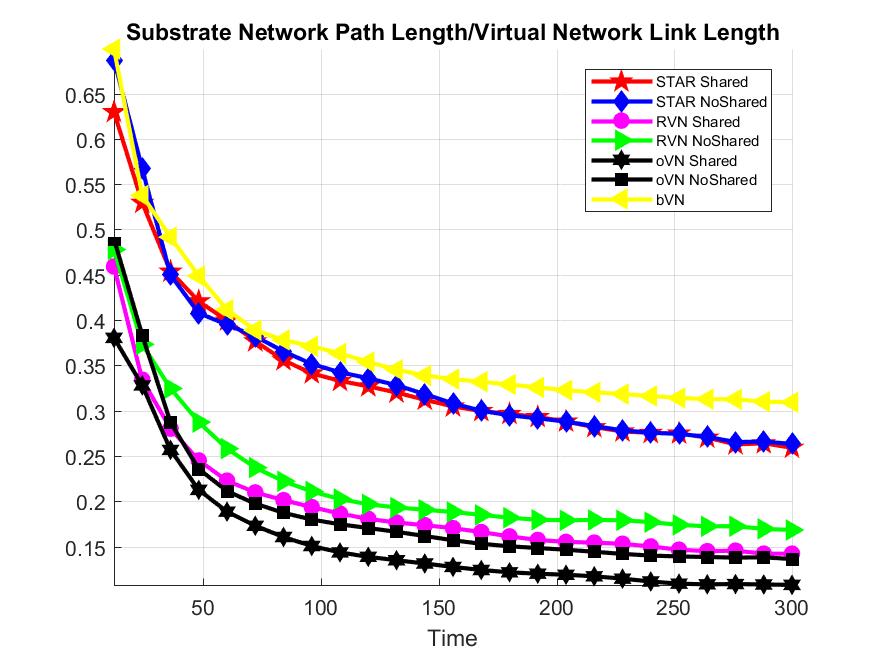 Substrate Network Path Length/Virtual Network Link Length
STAR Shared
STAR NoShared
RVN Shared
RVN NoShared
oVN Shared
oVN NoShared
bVN
0.65
0.6
0.55
0.5
0.45
0.4
0.35
0.3
0.25
0.2
0.15
50 100 150 200 250 300
Time